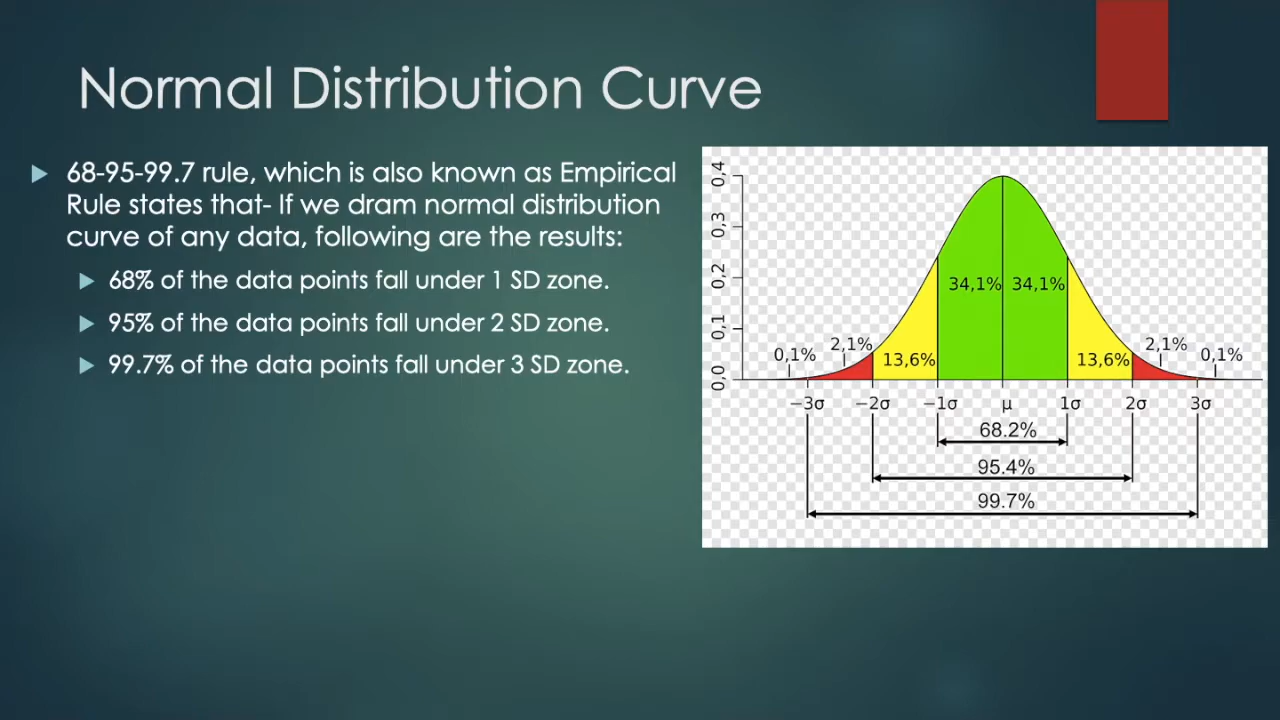 Normal Distribution Curve
68-95-99.7 rule, which is also known as Empirical
Rule states that- If we dram normal distribution
curve of any data, following are the results:
68% of the data points fall under 1 SD zone.
95% of the data points fall under 2 SD zone.
99.7% of the data points fall under 3 SD zone.
0,4
0,3
0,2
0,1
0,0
34,1% 34,1%
0,1% 2,1% 13,6% 13,6% 2,1% 0,1%
−3σ −2σ −1σ μ 1σ 2σ 3σ
68.2%
95.4%
99.7%